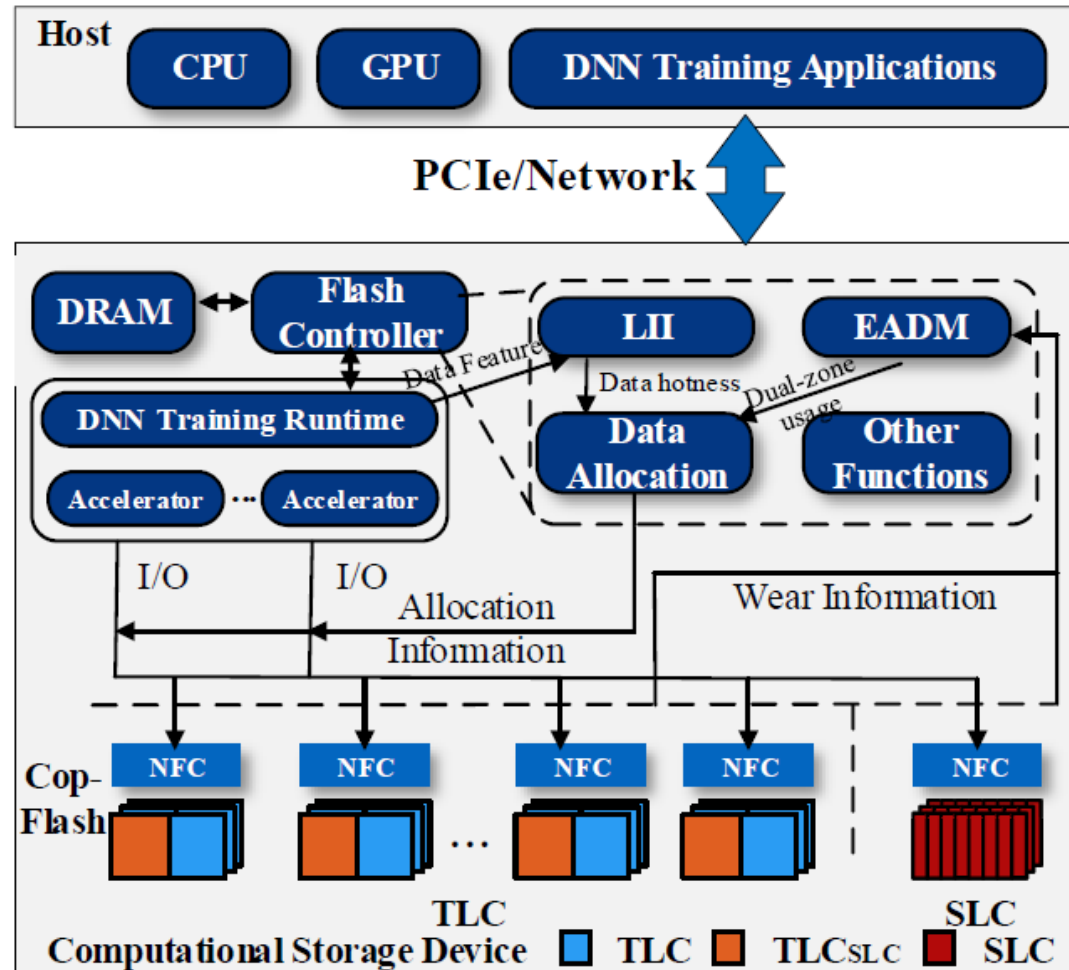 Host
CPU
GPU
DNN Training Applications
PCIe/Network
DRAM
Flash
Controller
LII
EADM
Data Feature
Data hotness
Dual-zone
usage
DNN Training Runtime
Data
Allocation
Other
Functions
Accelerator
...
Accelerator
I/O
I/O
Allocation
Information
Wear Information
Cop-
Flash
NFC
NFC
NFC
NFC
NFC
...
TLC
SLC
Computational Storage Device
TLC
TLCSLC
SLC